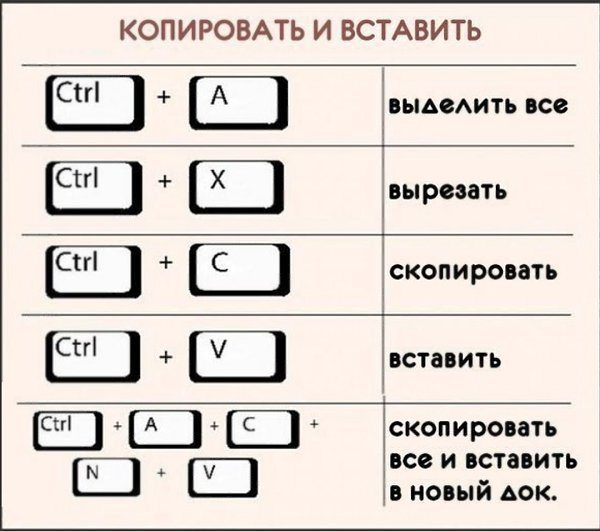 КОПИРОВАТЬ И ВСТАВИТЬ
Ctrl + A выделить все
Ctrl + X вырезать
Ctrl + C скопировать
Ctrl + V вставить
Ctrl + A + C +
N + V
скопировать
все и вставить
в новый док.